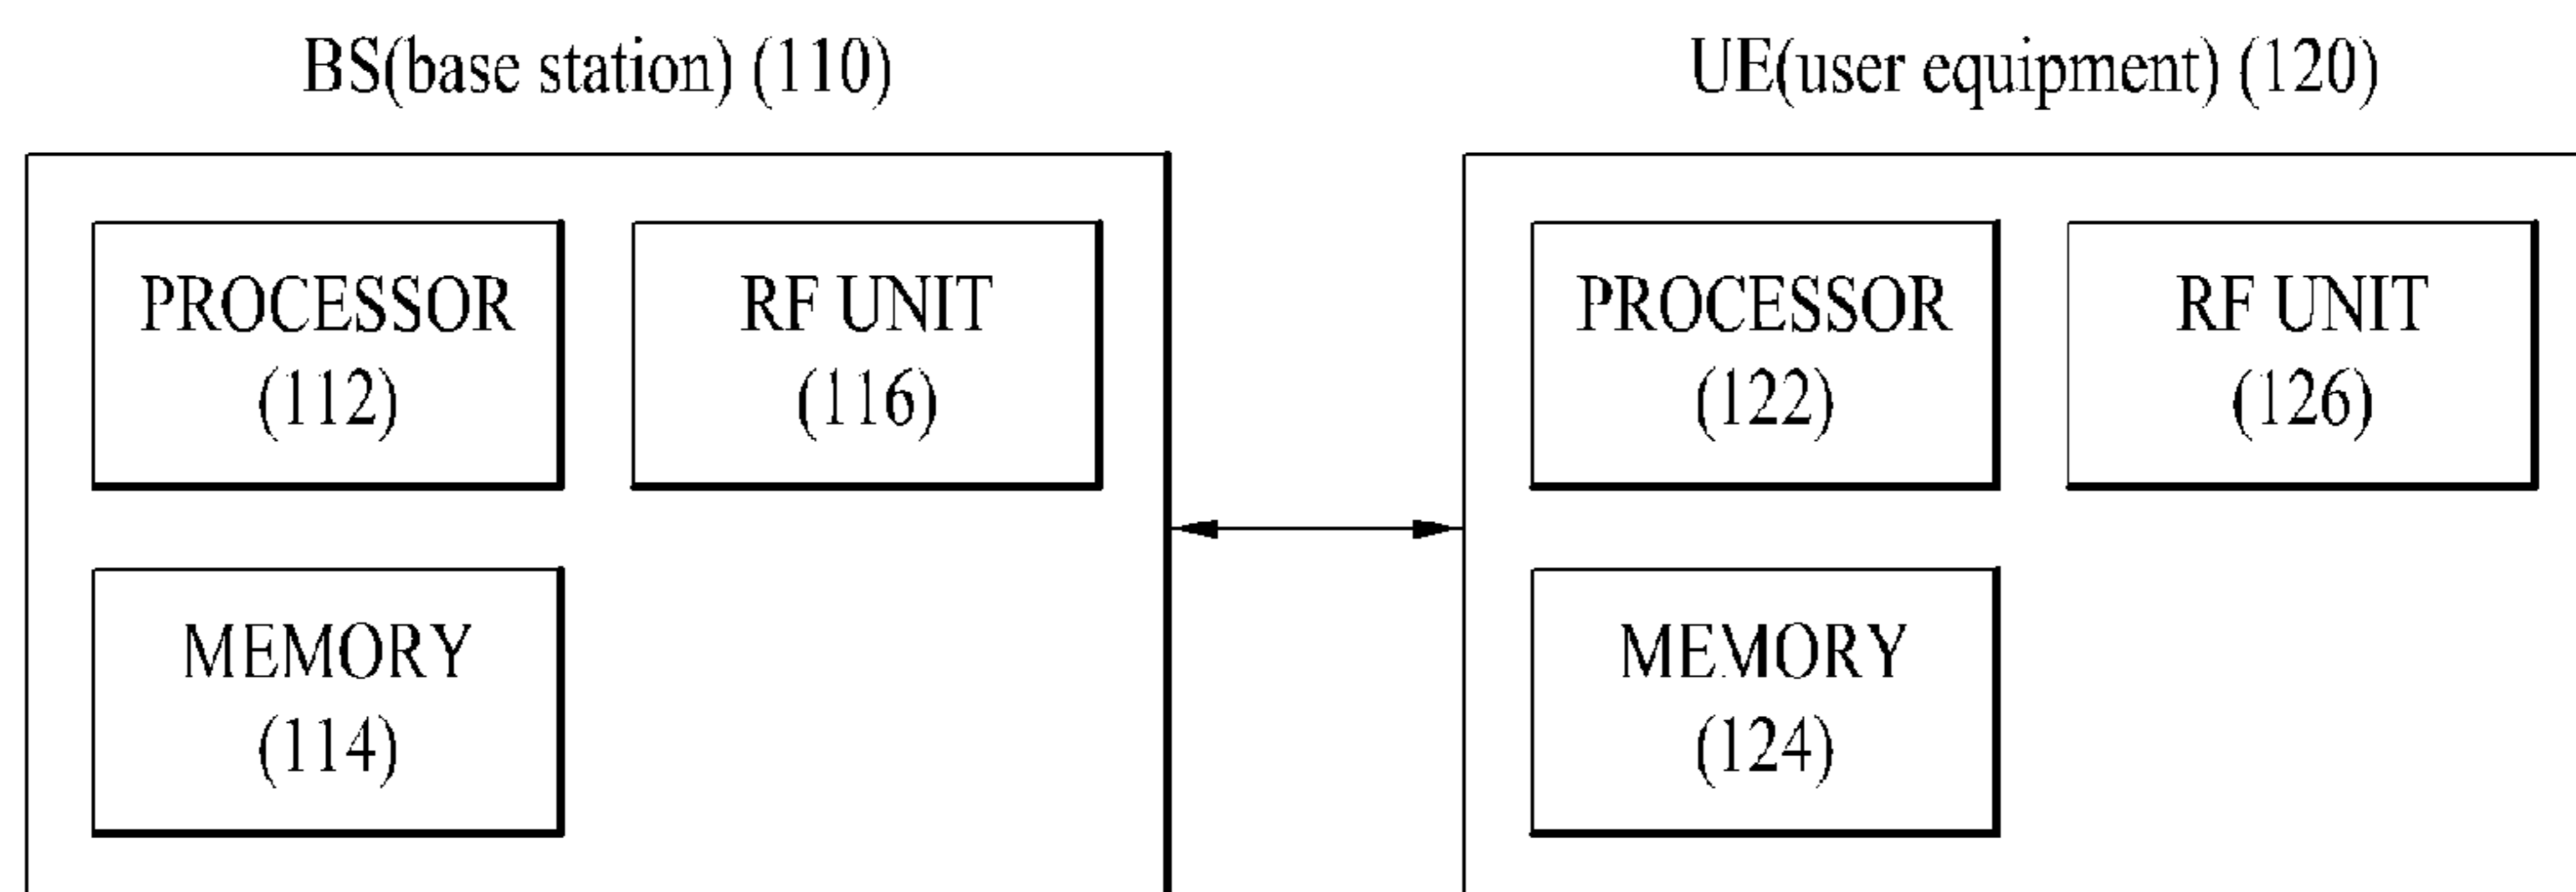 BS(base station) (110)
PROCESSOR
(112)
RF UNIT
(116)
MEMORY
(114)
UE(user equipment) (120)
PROCESSOR
(122)
RF UNIT
(126)
MEMORY
(124)